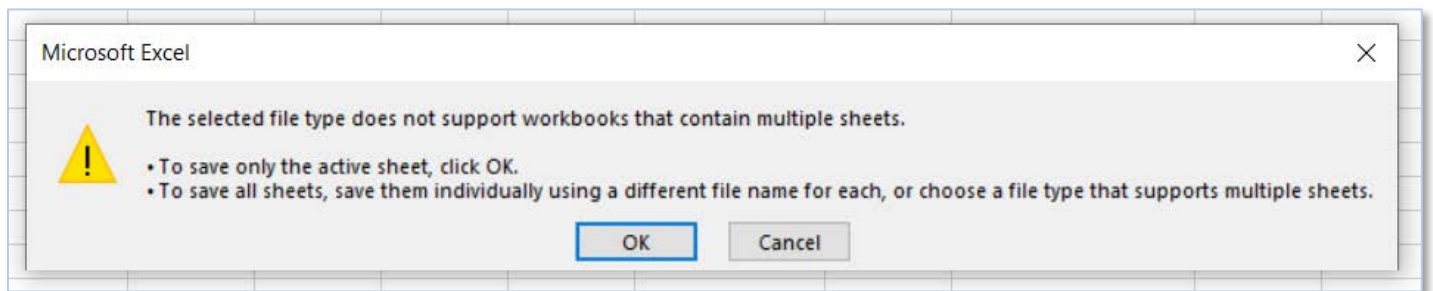 Microsoft Excel
The selected file type does not support workbooks that contain multiple sheets.
• To save only the active sheet, click OK.
• To save all sheets, save them individually using a different file name for each, or choose a file type that supports multiple sheets.
OK
Cancel